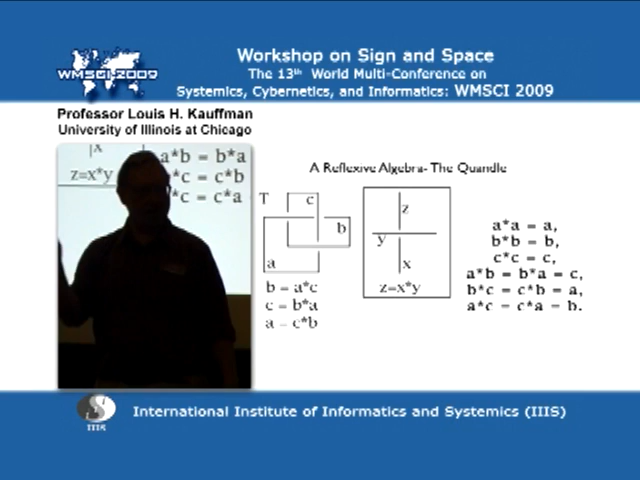 Workshop on Sign and Space
The 13th World Multi-Conference on
Systemics, Cybernetics, and Informatics: WMSCI 2009
WMSCI 2009
Professor Louis H. Kauffman
University of Illinois at Chicago
x
z=x*y
a*b = b*a
*c = c*b
*c = c*a
A Reflexive Algebra- The Quandle
T
c
b
a
b = a*c
c = b*a
a = c*b
z
y
x
z=x*y
a*a = a,
b*b = b,
c*c = c,
a*b = b*a = c,
b*c = c*b = a,
a*c = c*a = b.
IIIS
International Institute of Informatics and Systemics (IIIS)